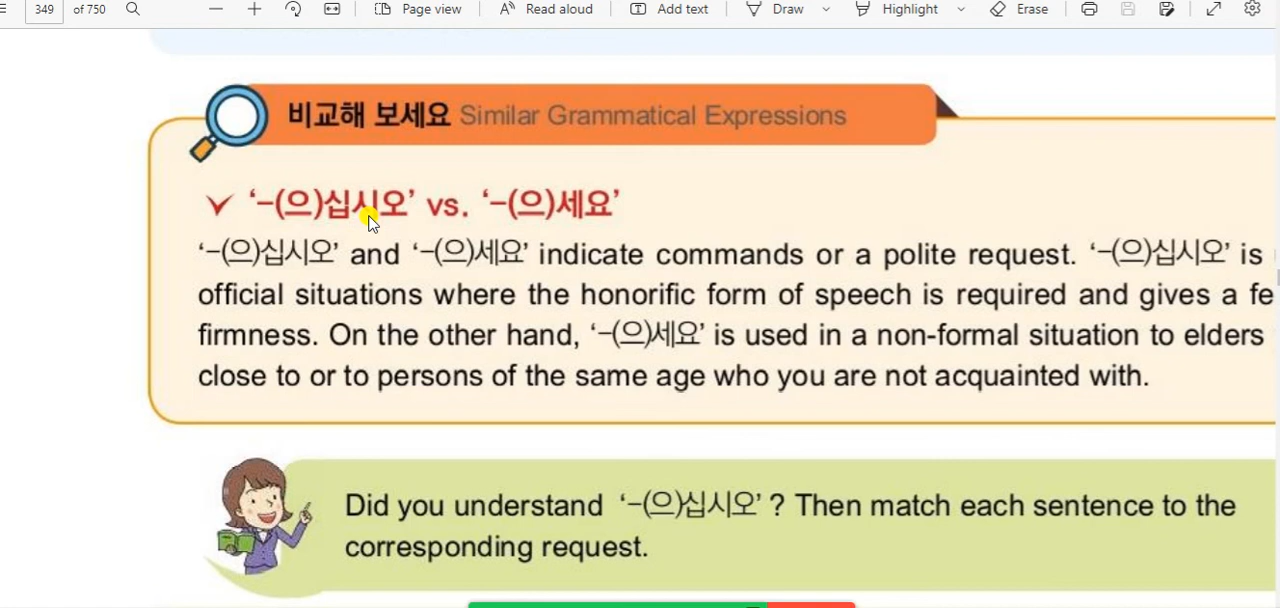 349 of 750 Page view Read aloud Add text Draw Highlight Erase
비교해 보세요 Similar Grammatical Expressions
‘–(으)십시오’ vs. ‘–(으)세요’
‘–(으)십시오’ and ‘–(으)세요’ indicate commands or a polite request. ‘–(으)십시오’ is
official situations where the honorific form of speech is required and gives a fe
firmness. On the other hand, ‘–(으)세요’ is used in a non-formal situation to elders
close to or to persons of the same age who you are not acquainted with.
Did you understand ‘–(으)십시오’ ? Then match each sentence to the
corresponding request.